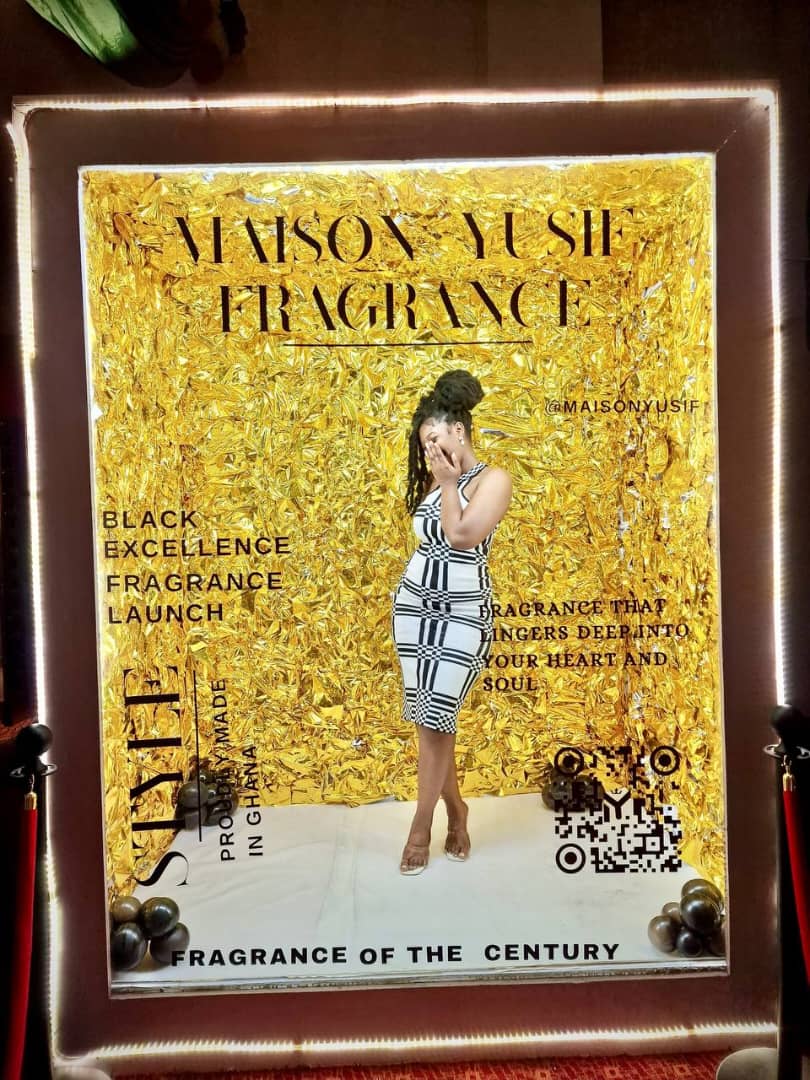 MAISON YUSIF
FRAGRANCE
@MAISONYUSIF
BLACK
EXCELLENCE
FRAGRANCE
LAUNCH
FRAGRANCE THAT
LINGERS DEEP INTO
YOUR HEART AND
SOUL
STYLE
PROUDLY MADE
IN GHANA
Y
FRAGRANCE OF THE CENTURY